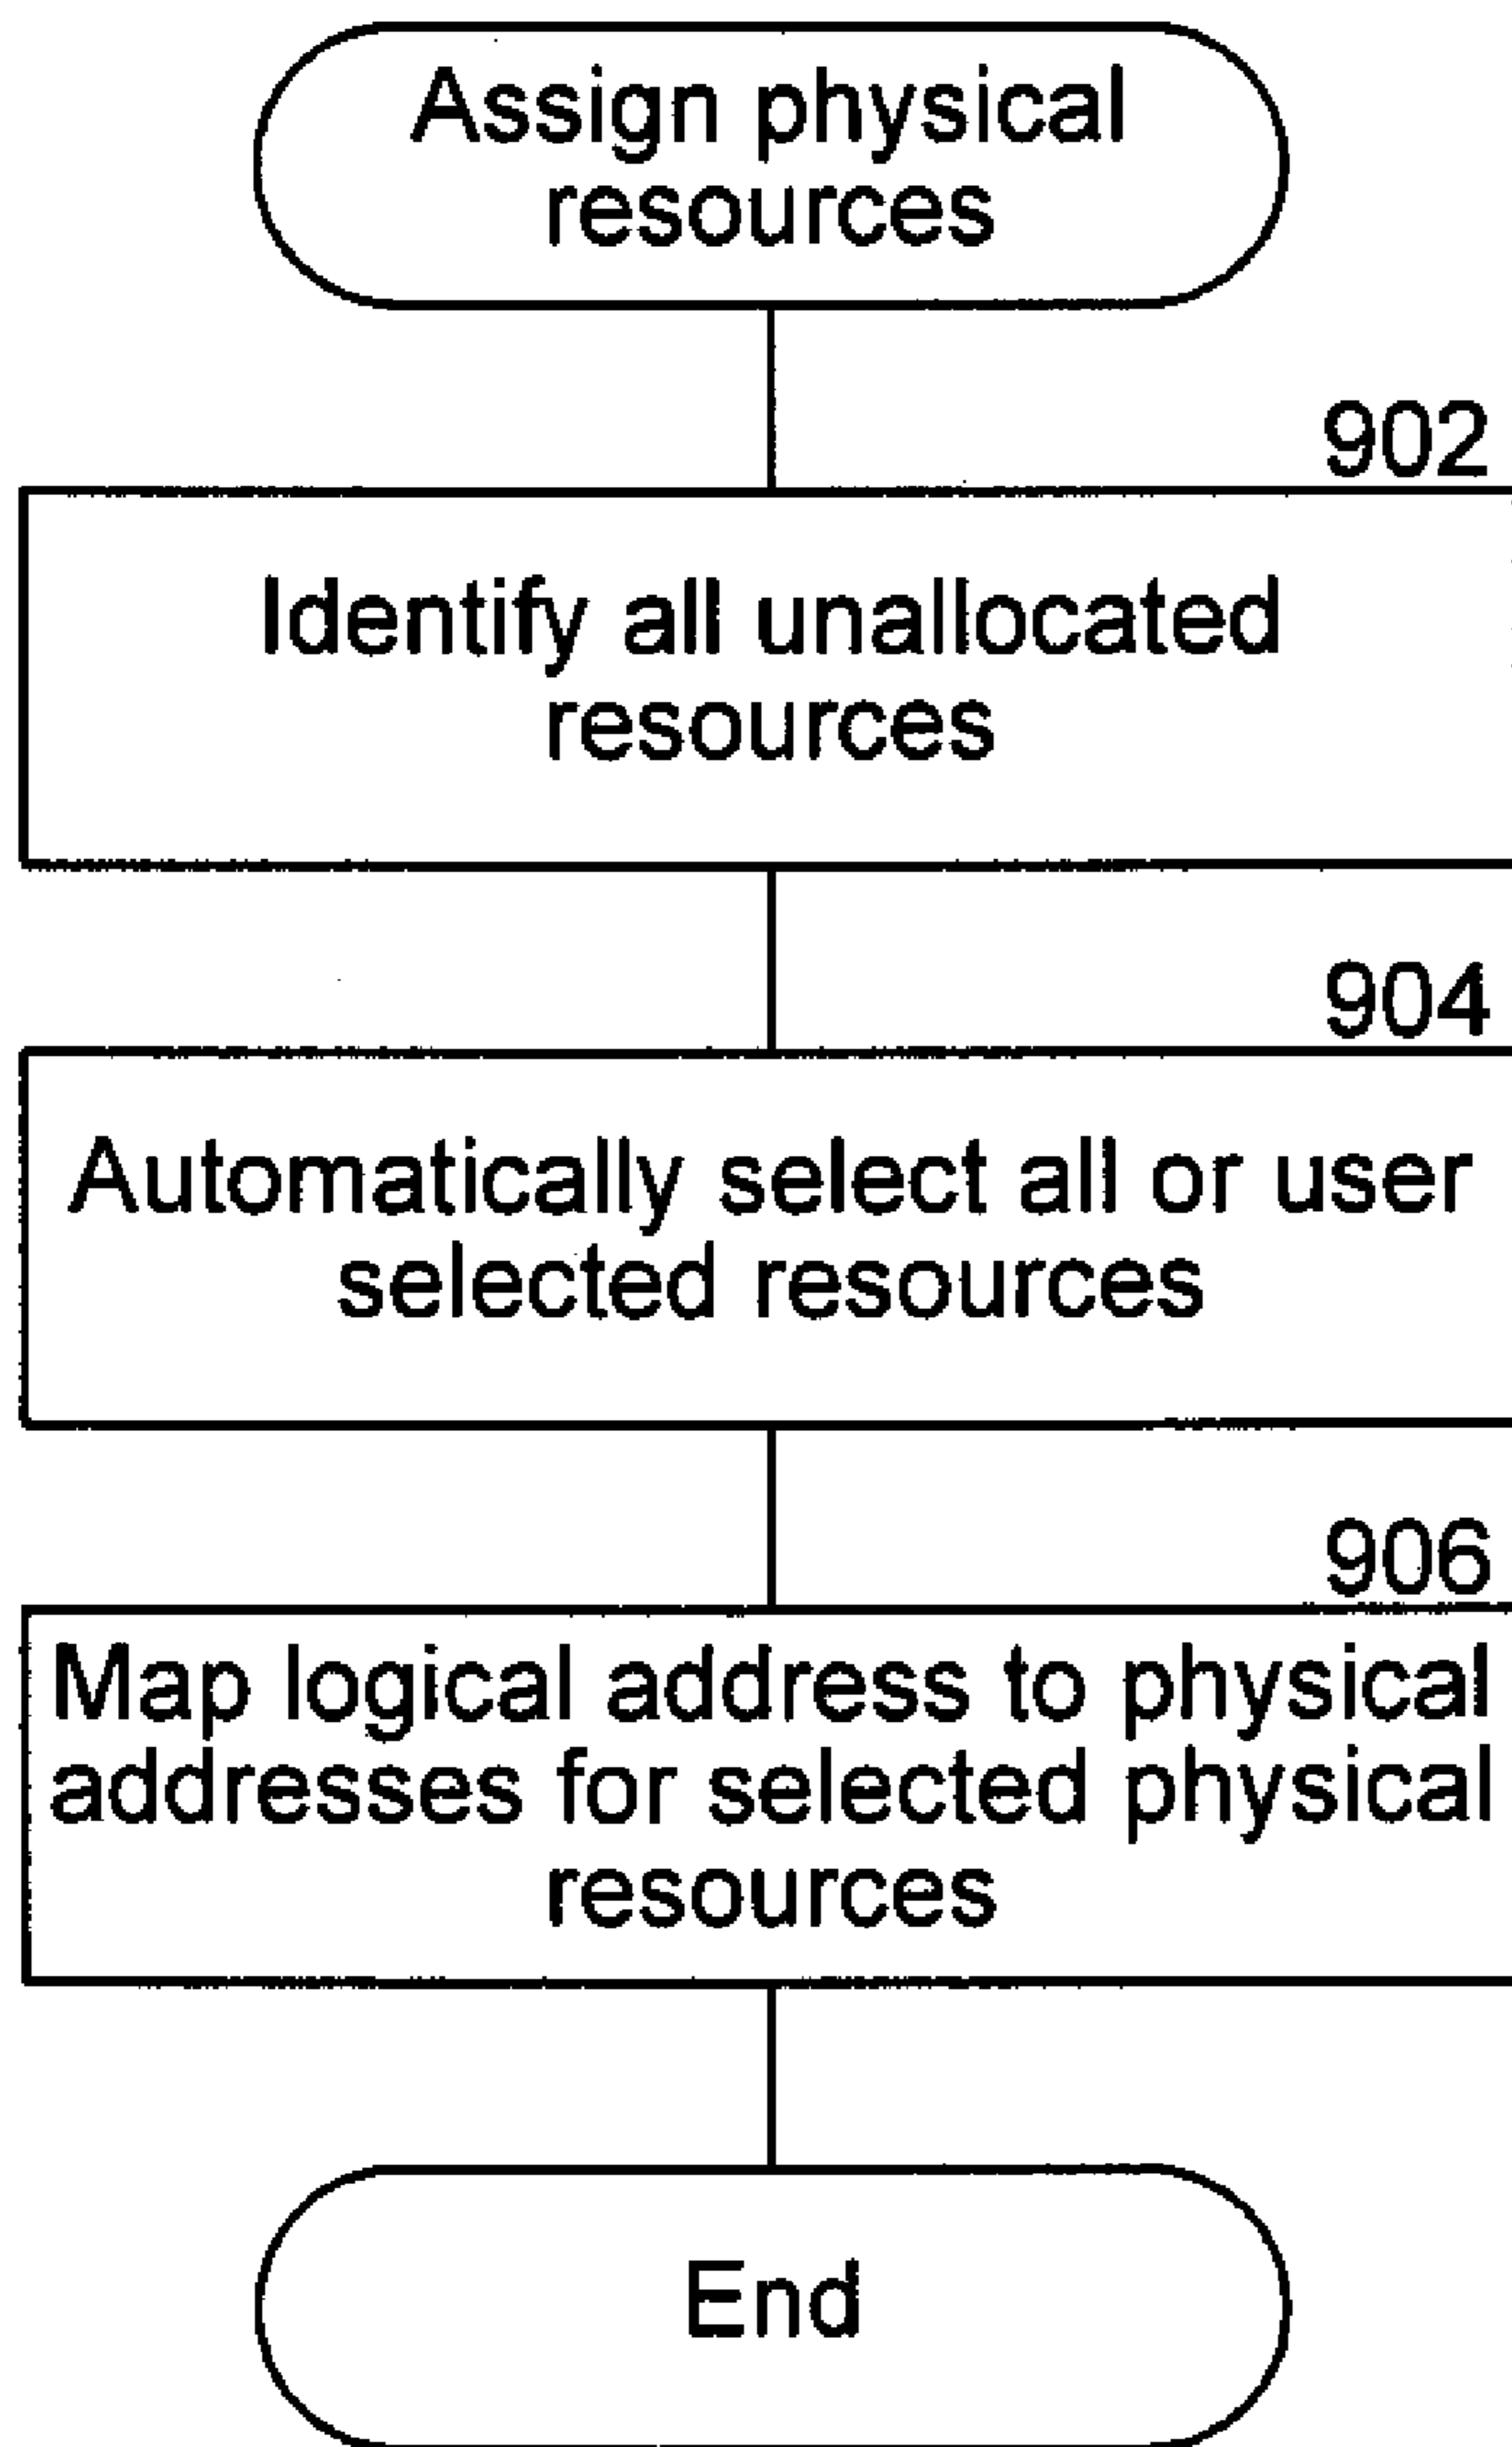 Assign physical
resources
902
Identify all unallocated
resources
904
Automatically select all or user
selected resources
906
Map logical address to physical
addresses for selected physical
resources
End